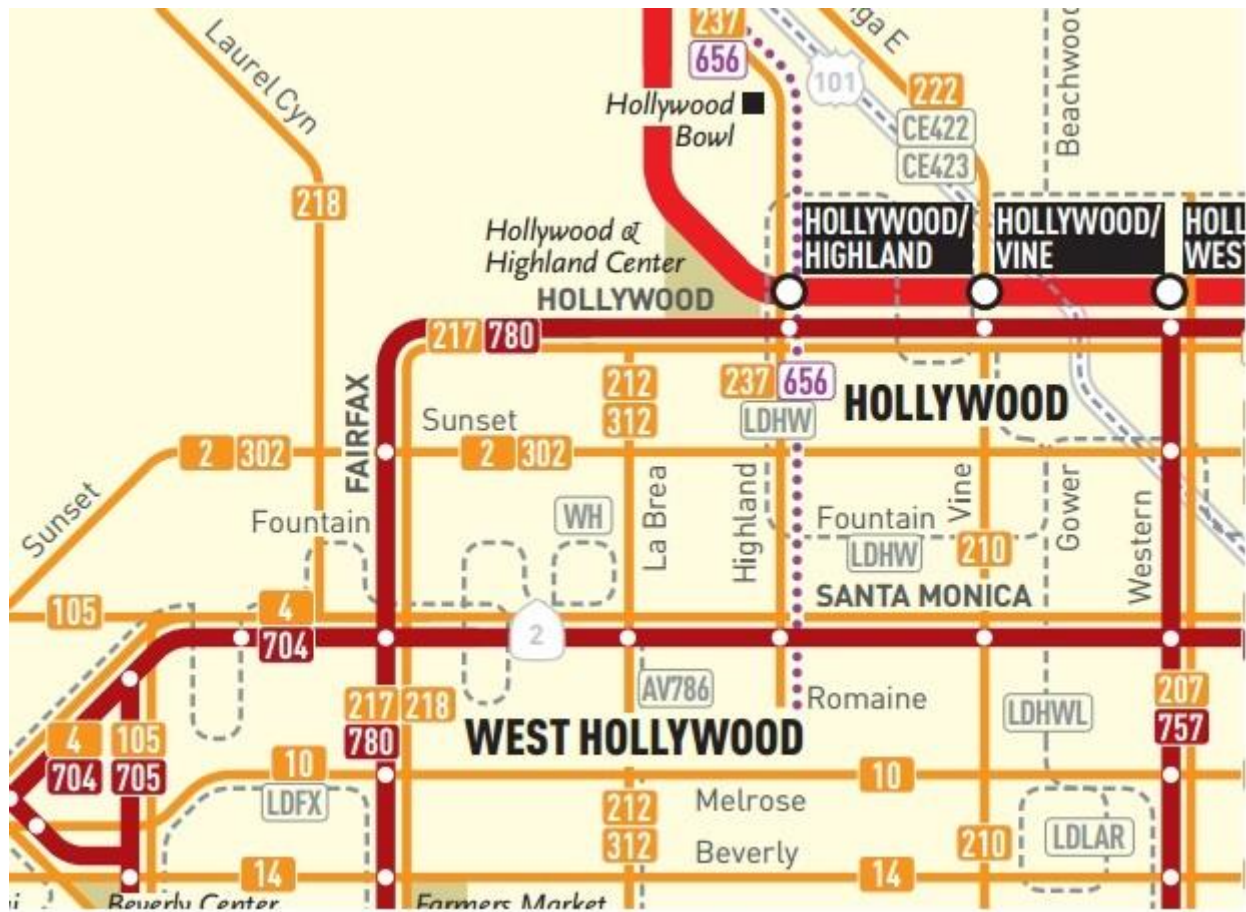 237
656
ga E
Laurel Cyn
101
222
Beachwood
Hollywood
Bowl
CE422
CE423
218
HOLLYWOOD/
HIGHLAND
HOLLYWOOD/
VINE
HOLL
WEST
Hollywood &
Highland Center
HOLLYWOOD
217 780
212
312
237 656
LDHW
HOLLYWOOD
FAIRFAX
Sunset
2 302
2 302
Sunset
Fountain
WH
La Brea
Highland
Fountain
LDHW
Vine
210
Gower
Western
105
4
704
2
SANTA MONICA
AV786
Romaine
217 218
780
WEST HOLLYWOOD
LDHWL
207
757
4 105
704 705
10
LDFX
10
Melrose
212
312
Beverly
210
LDLAR
14
14
Beverly Center
Farmers Market